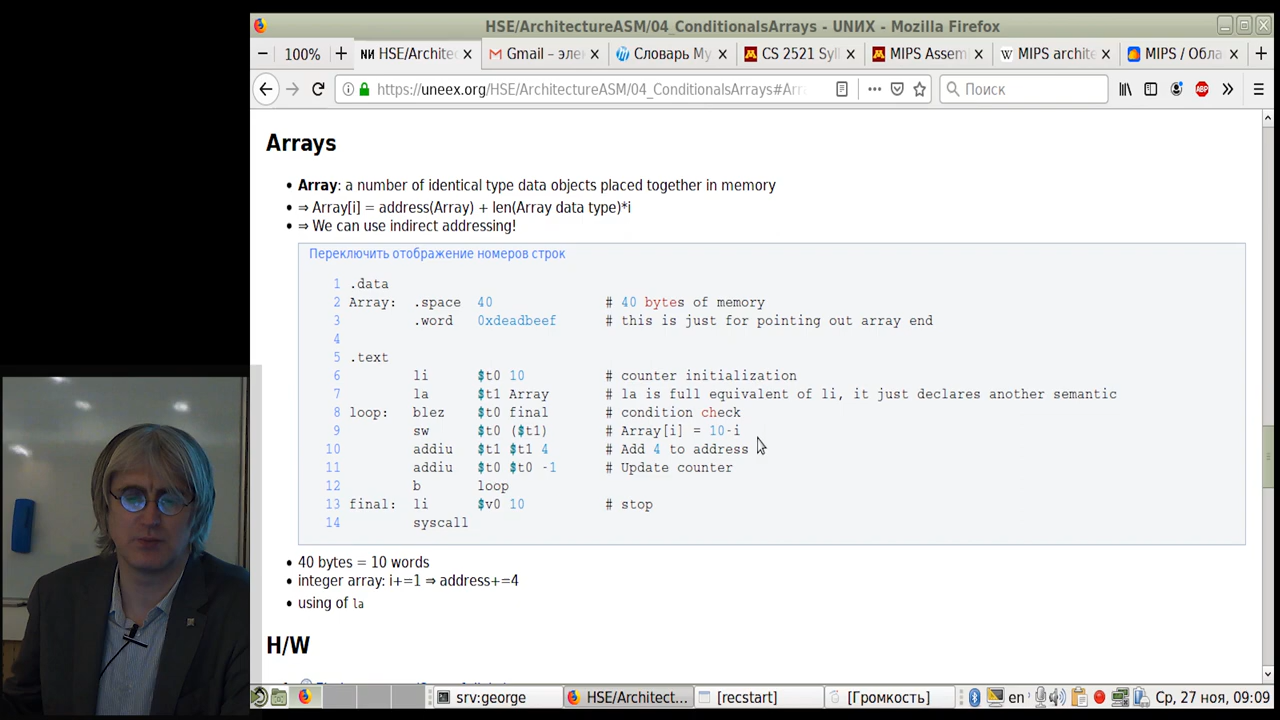 HSE/ArchitectureASM/04_ConditionalsArrays - UNИX - Mozilla Firefox
100%
HSE/Archite
Gmail – эле
Словарь Му
CS 2521 Syl
MIPS Assem
MIPS archite
MIPS / Обла
https://uneex.org/HSE/ArchitectureASM/04_ConditionalsArrays#Arr
Поиск
ABP
Arrays
• Array: a number of identical type data objects placed together in memory
• ⇒ Array[i] = address(Array) + len(Array data type)*i
• ⇒ We can use indirect addressing!
Переключить отображение номеров строк
1 .data
2 Array: .space 40 # 40 bytes of memory
3 .word 0xdeadbeef # this is just for pointing out array end
4
5 .text
6 li $t0 10 # counter initialization
7 la $t1 Array # la is full equivalent of li, it just declares another semantic
8 loop: blez $t0 final # condition check
9 sw $t0 ($t1) # Array[i] = 10-i
10 addiu $t1 $t1 4 # Add 4 to address
11 addiu $t0 $t0 -1 # Update counter
12 b loop
13 final: li $v0 10 # stop
14 syscall
• 40 bytes = 10 words
• integer array: i+=1 ⇒ address+=4
• using of la
H/W
srv:george
HSE/Architect...
[recstart]
[Громкость]
en
Ср, 27 ноя, 09:09